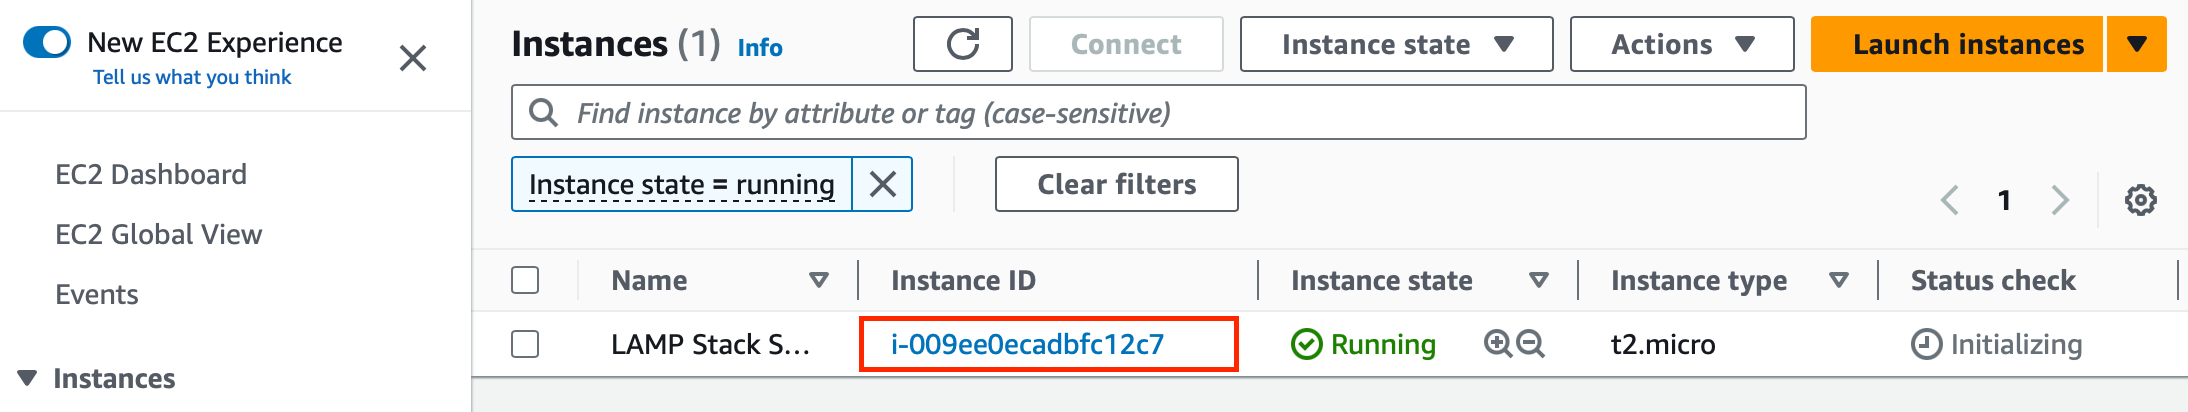 New EC2 Experience
Tell us what you think
EC2 Dashboard
EC2 Global View
Events
Instances
Instances (1) Info
Connect
Instance state
Actions
Launch instances
Find instance by attribute or tag (case-sensitive)
Instance state = running
Clear filters
1
Name Instance ID Instance state Instance type Status check
LAMP Stack S... i-009ee0ecadbfc12c7 Running t2.micro Initializing